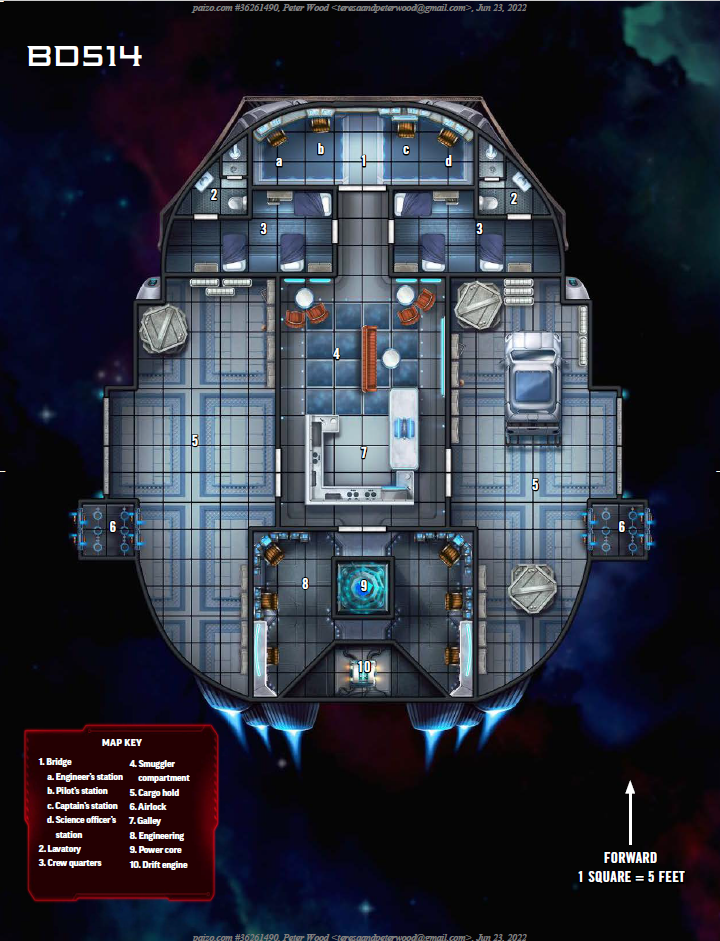 paizo.com #36261490, Peter Wood <teresaandpeterwood@gmail.com>, Jun 23, 2022
BD514
b
c
a
1
d
2
2
3
3
4
7
5
5
6
6
8
9
10
MAP KEY
1. Bridge
a. Engineer's station
b. Pilot's station
c. Captain's station
d. Science officer's
station
2. Lavatory
3. Crew quarters
4. Smuggler
compartment
5. Cargo hold
6. Airlock
7. Galley
8. Engineering
9. Power core
10. Drift engine
FORWARD
1 SQUARE = 5 FEET
paizo.com #36261490, Peter Wood <teresaandpeterwood@gmail.com>, Jun 23, 2022